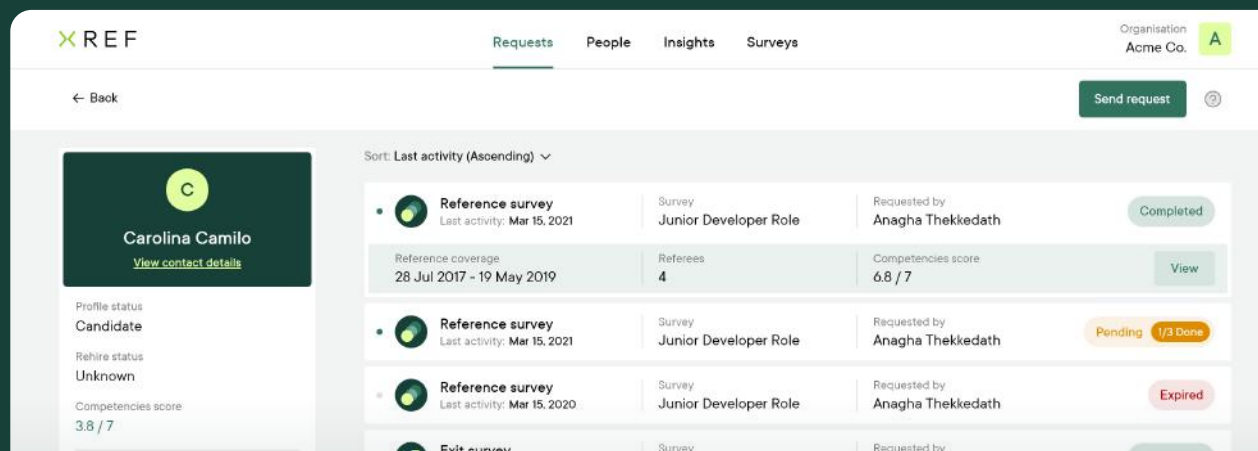 XREF
Requests People Insights Surveys
Organisation
Acme Co.
A
← Back
Send request
?
C
Carolina Camilo
View contact details
Profile status
Candidate
Rehire status
Unknown
Competencies score
3.8 / 7
Sort: Last activity (Ascending)
Reference survey
Last activity: Mar 15, 2021
Survey
Junior Developer Role
Requested by
Anagha Thekkedath
Completed
Reference coverage
28 Jul 2017 - 19 May 2019
Referees
4
Competencies score
6.8 / 7
View
Reference survey
Last activity: Mar 15, 2021
Survey
Junior Developer Role
Requested by
Anagha Thekkedath
Pending 1/3 Done
Reference survey
Last activity: Mar 15, 2020
Survey
Junior Developer Role
Requested by
Anagha Thekkedath
Expired
Exit survey
Survey
Requested by